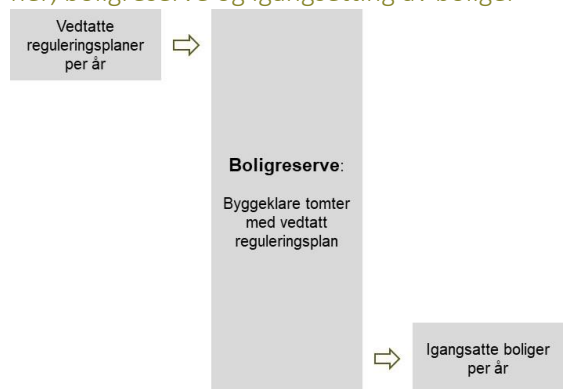 boligreserve og igangsetting av boliger
Vedtatte
reguleringsplaner
per år
Boligreserve:
Byggeklare tomter
med vedtatt
reguleringsplan
Igangsatte boliger
per år